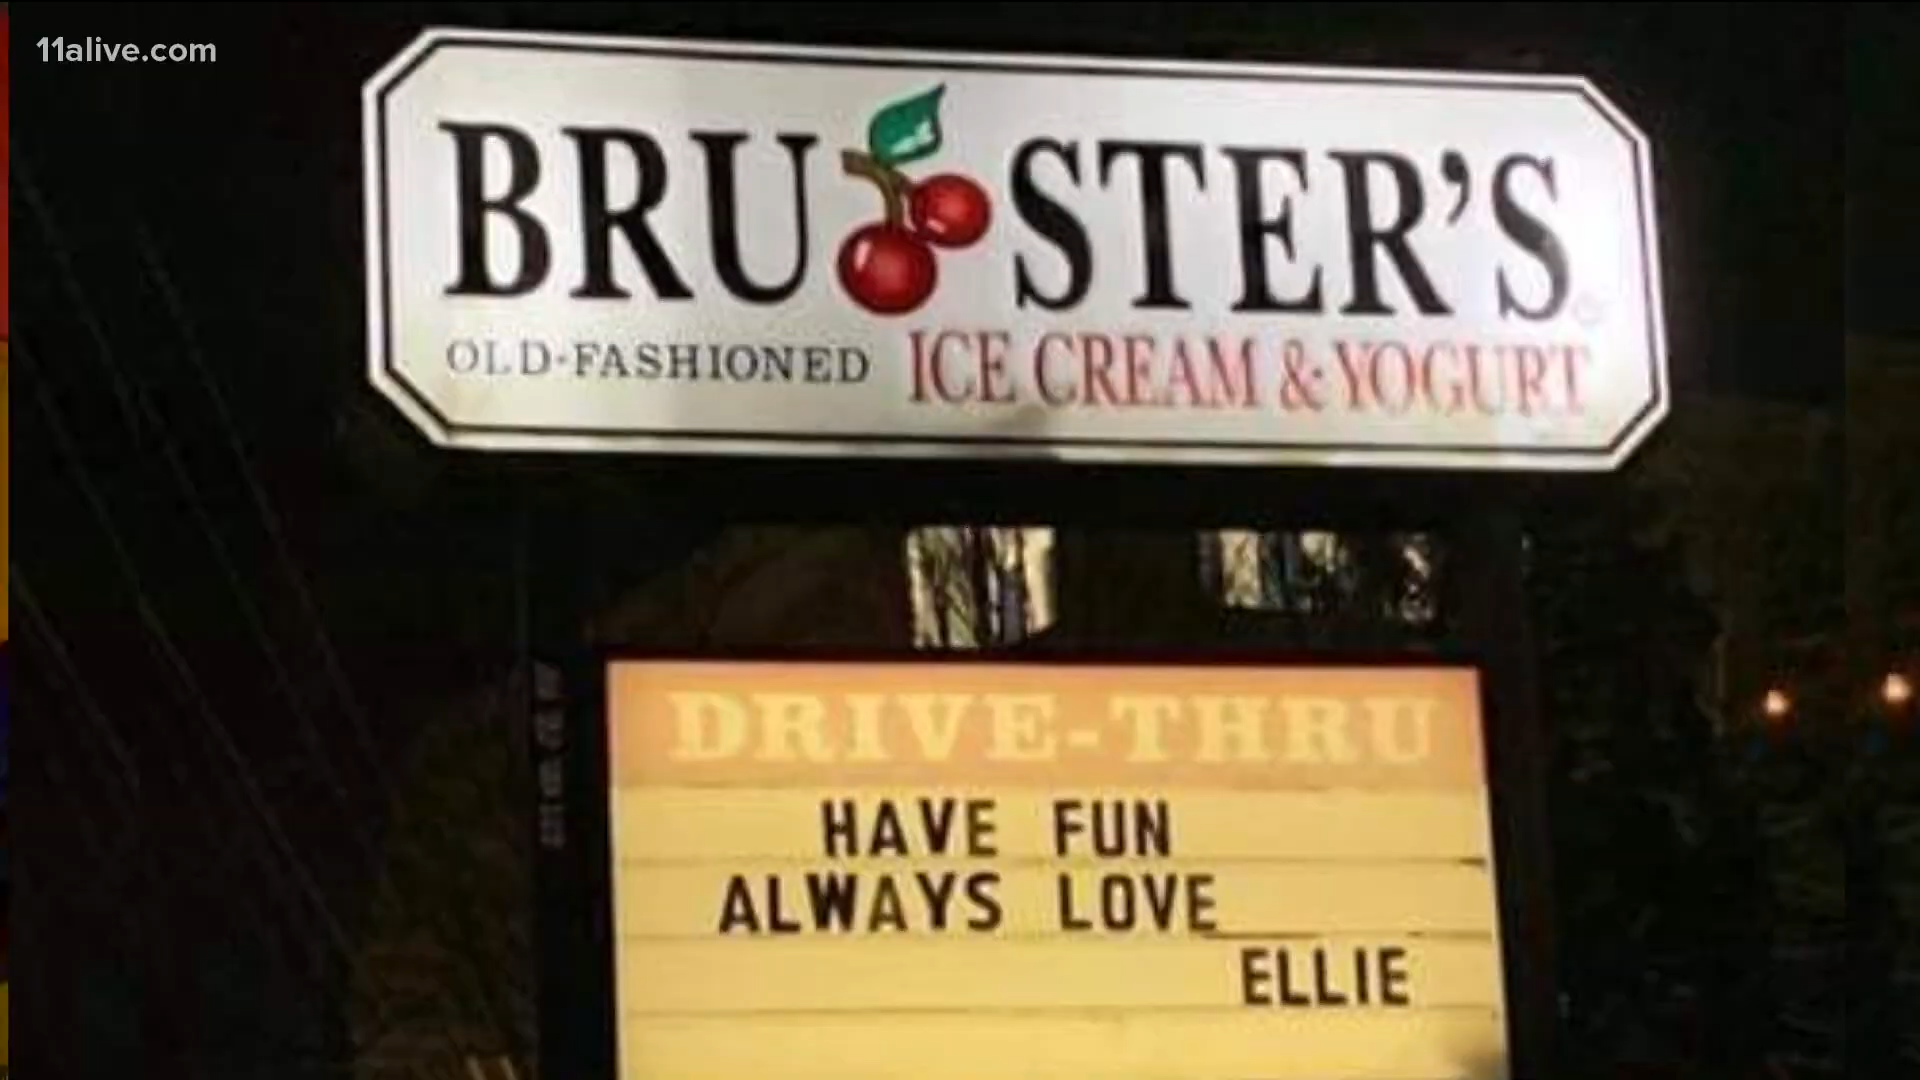 11alive.com
BRUSTER'S
OLD-FASHIONED ICE CREAM & YOGURT
DRIVE-THRU
HAVE FUN
ALWAYS LOVE
ELLIE